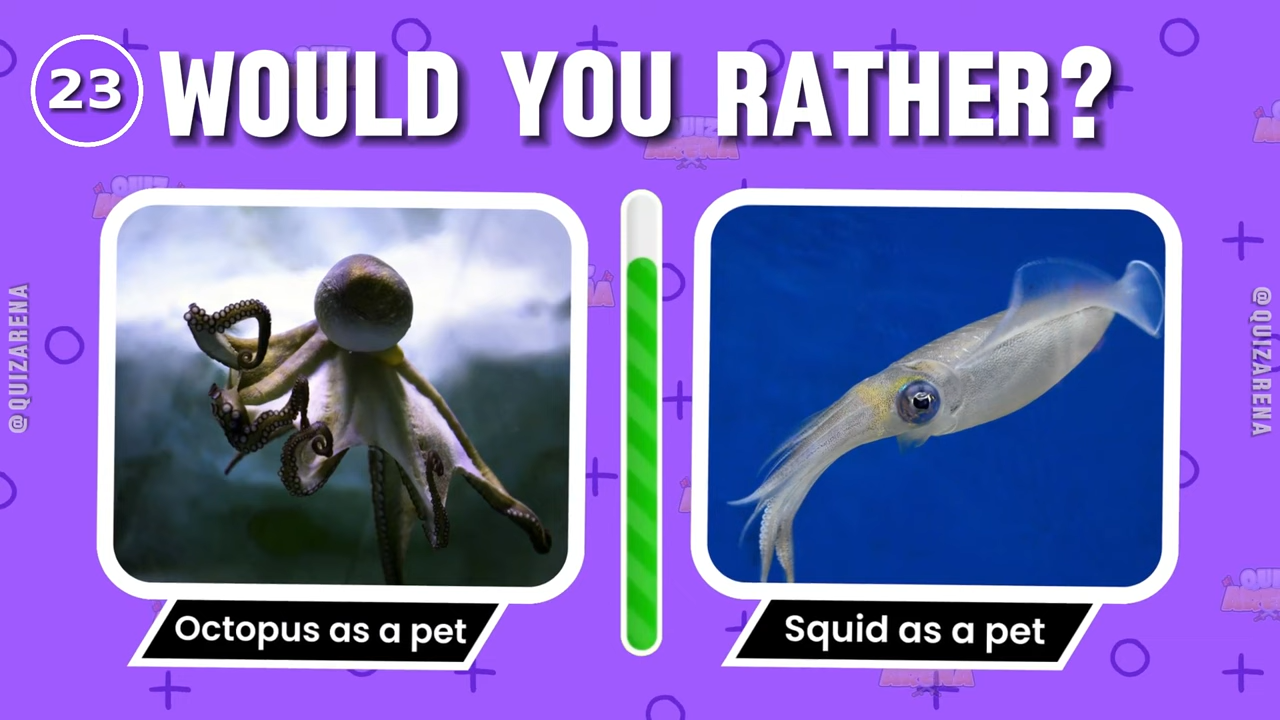 23
WOULD YOU RATHER?
@QUIZARENA
@QUIZARENA
Octopus as a pet
Squid as a pet